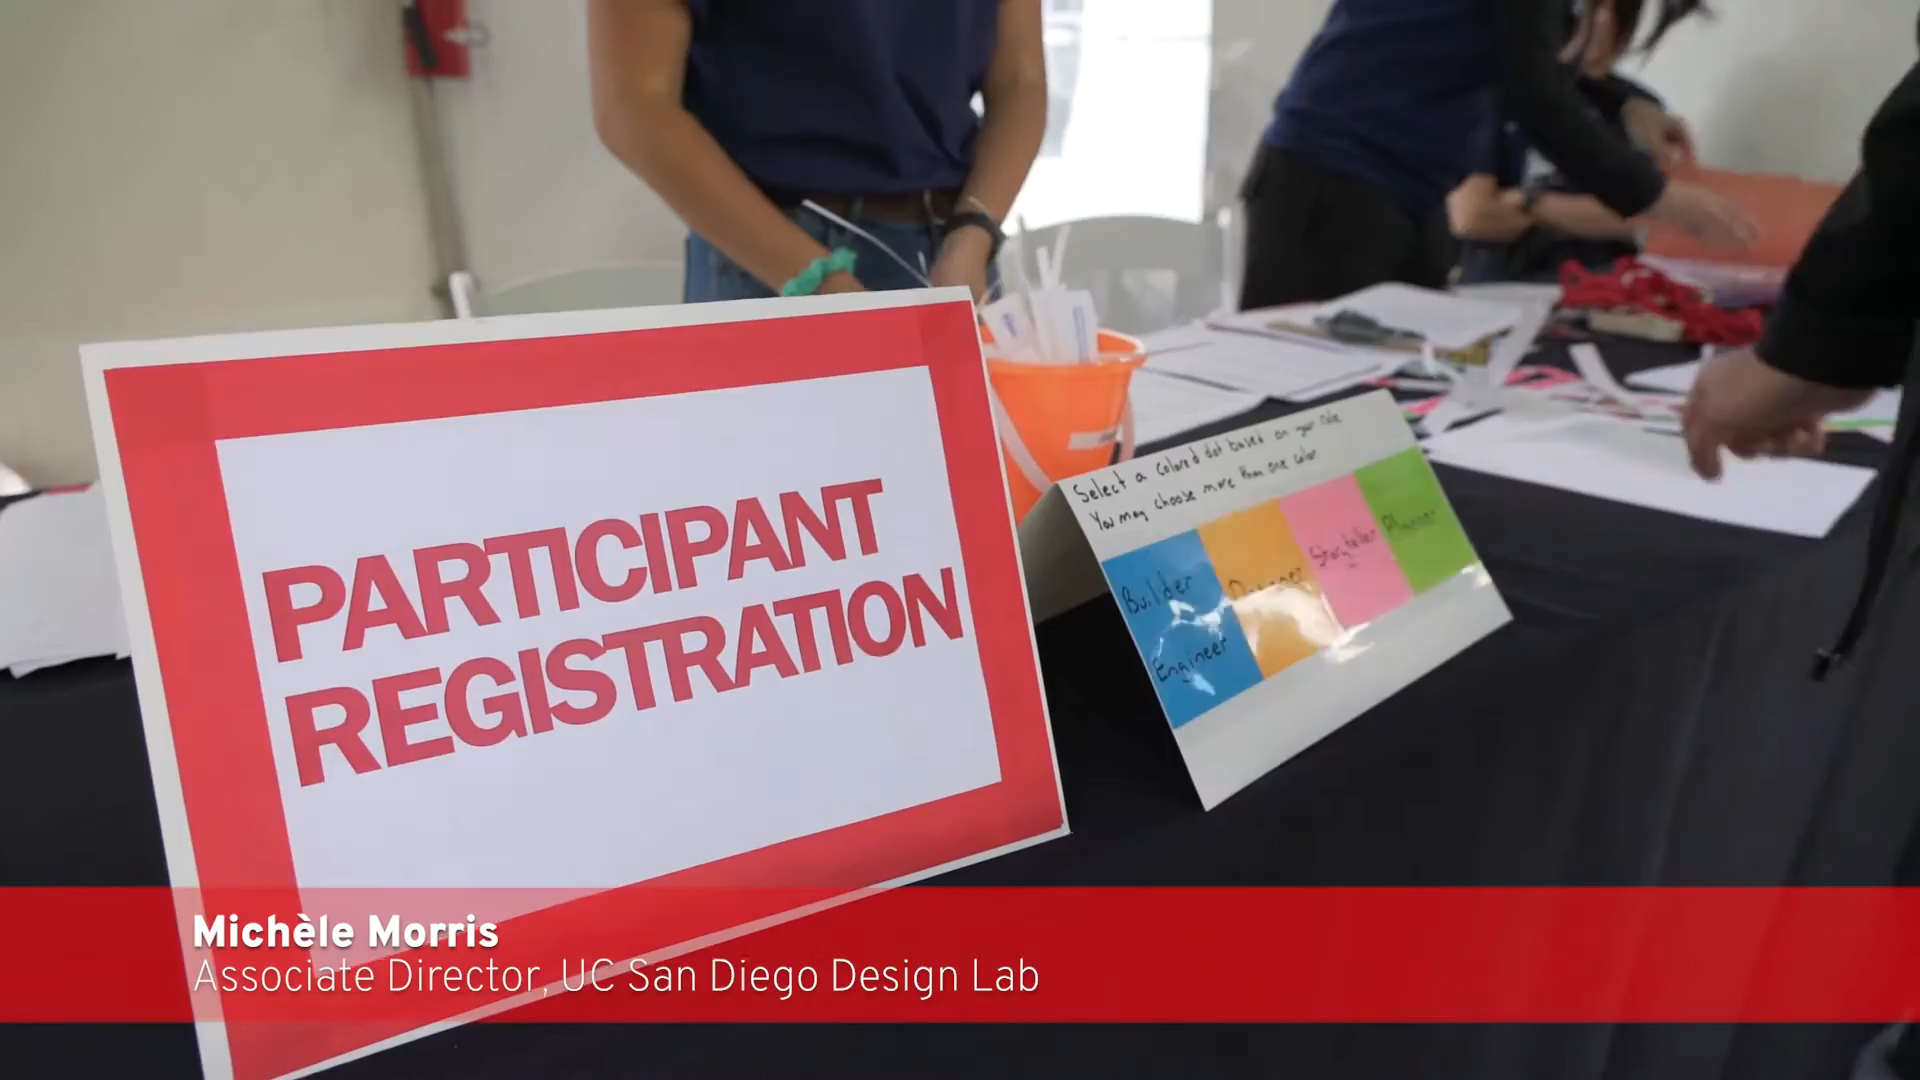 PARTICIPANT
REGISTRATION
Select a colored dot based on your role
You may choose more than one color.
Builder
Engineer
Designer
Storyteller
Planner
Michèle Morris
Associate Director, UC San Diego Design Lab